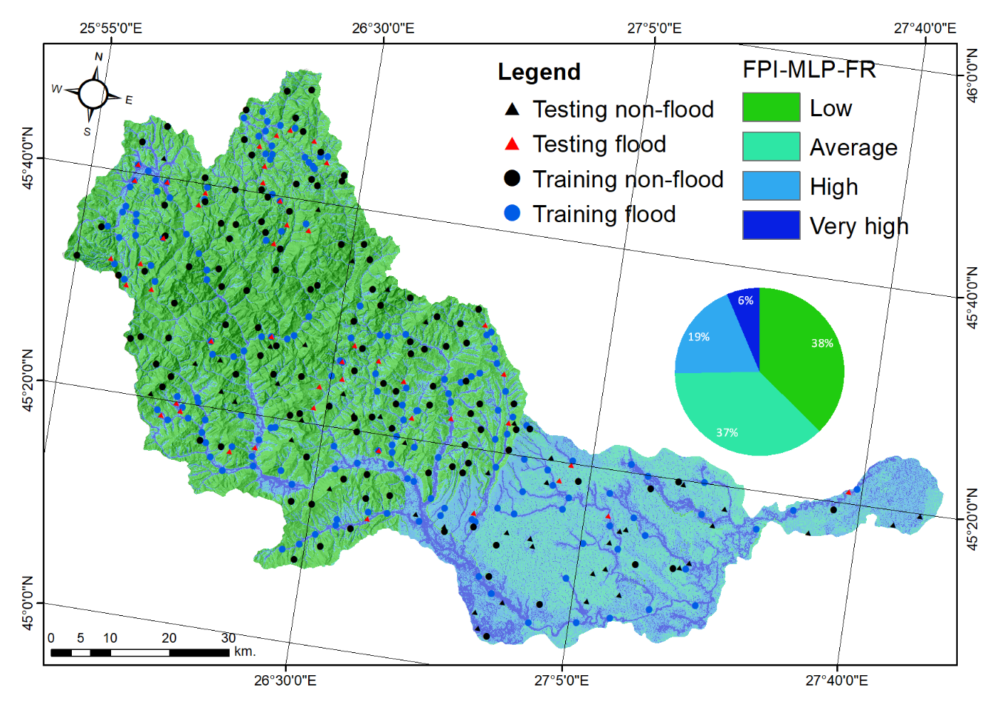 25°55'0"E 26°30'0"E 27°5'0"E 27°40'0"E
N
W E
S
Legend
Testing non-flood
Testing flood
Training non-flood
Training flood
FPI-MLP-FR
Low
Average
High
Very high
46°0'0"N
45°40'0"N
45°40'0"N
6%
19%
38%
37%
45°20'0"N
45°20'0"N
45°0'0"N
0 5 10 20 30
km.
26°30'0"E 27°5'0"E 27°40'0"E